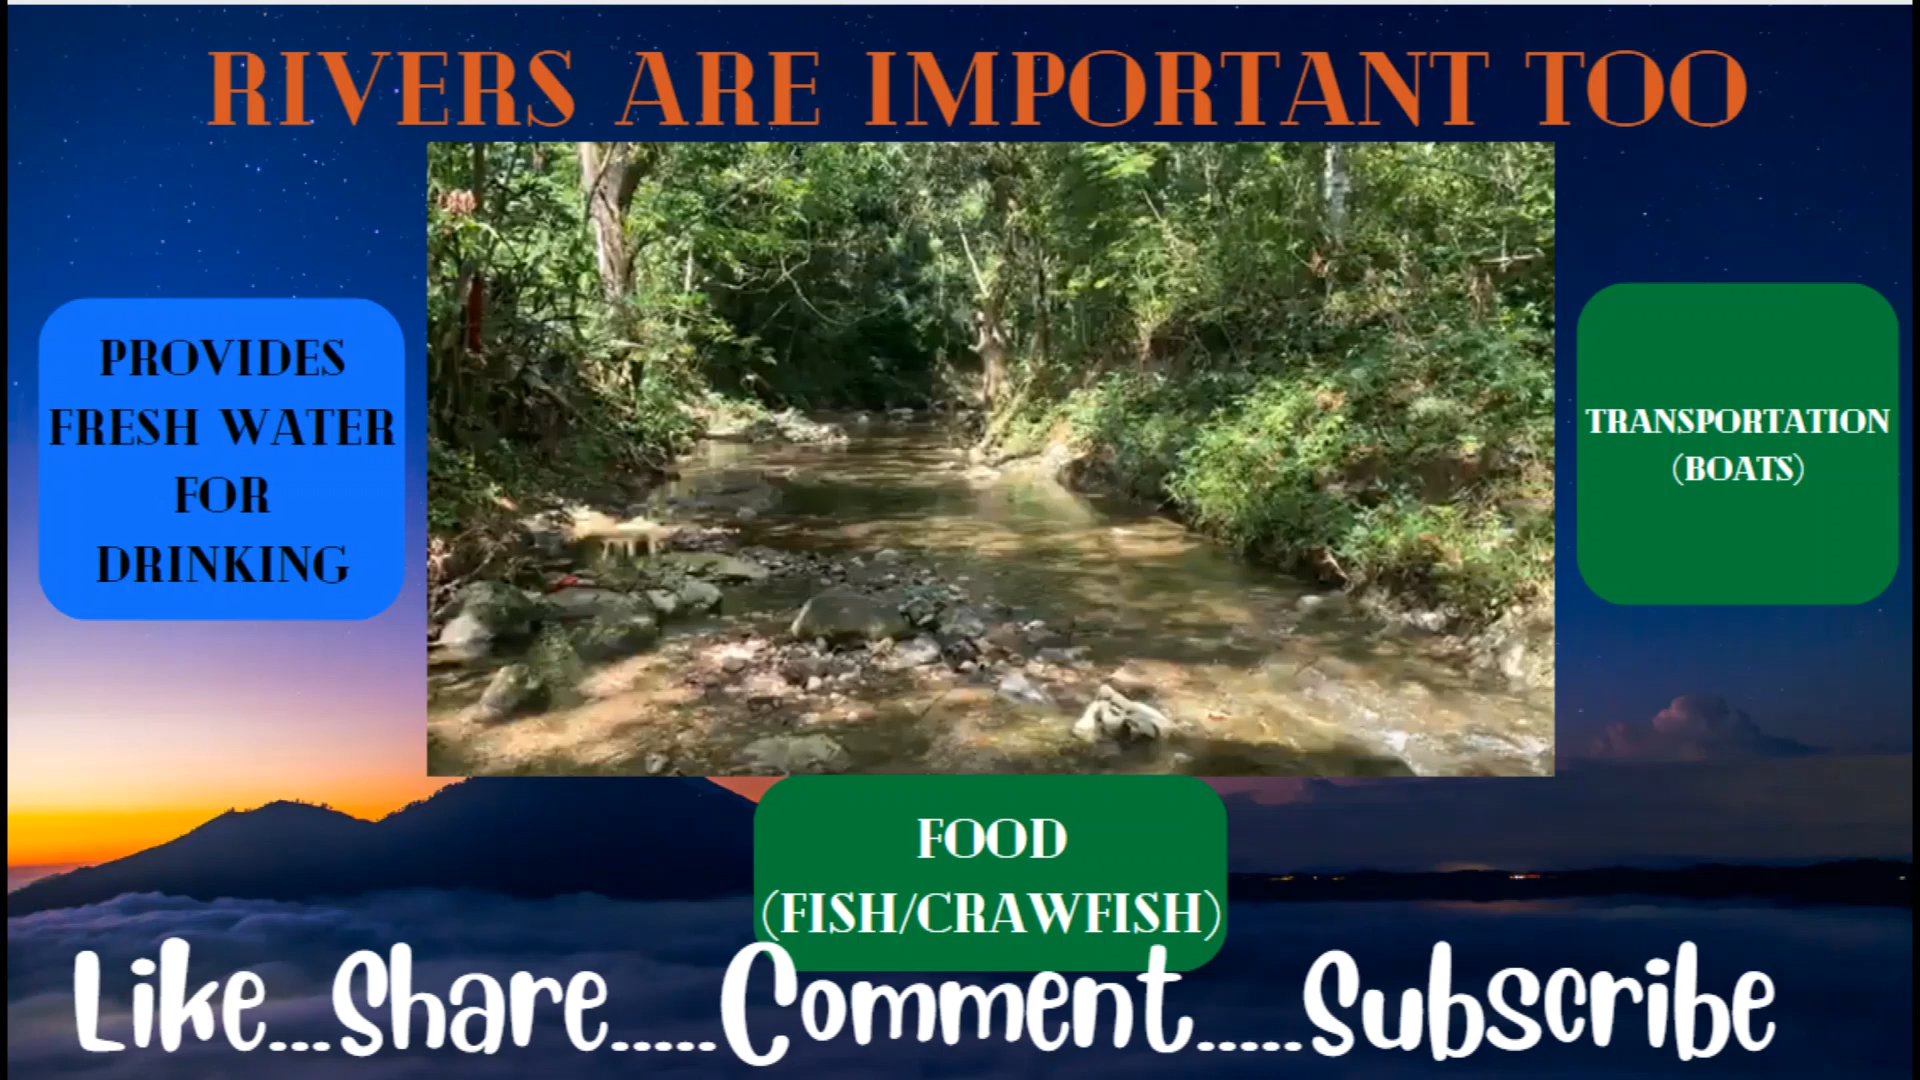 RIVERS ARE IMPORTANT TOO
PROVIDES
FRESH WATER
FOR
DRINKING
TRANSPORTATION
(BOATS)
FOOD
(FISH/CRAWFISH)
Like...Share.....Comment.....Subscribe